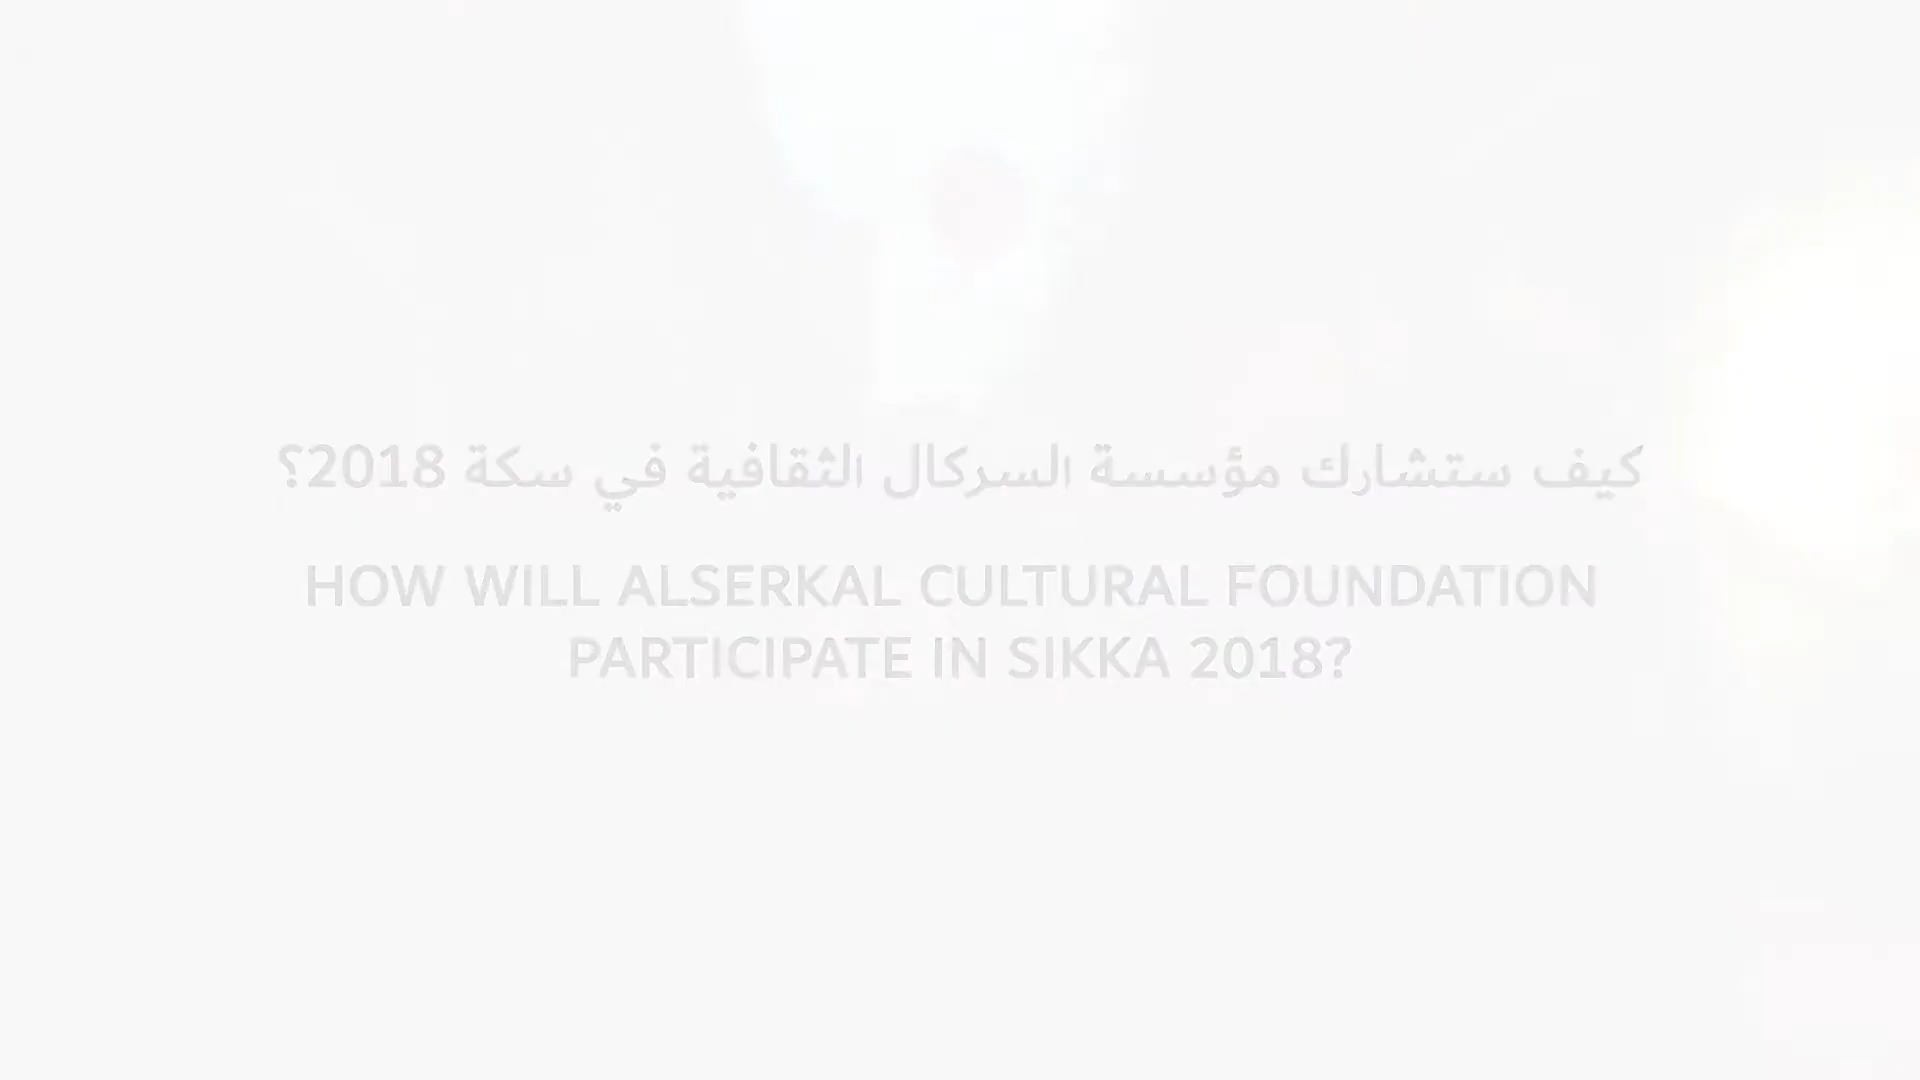 كيف ستشارك مؤسسة السركال الثقافية في سكة 2018؟
HOW WILL ALSERKAL CULTURAL FOUNDATION
PARTICIPATE IN SIKKA 2018?